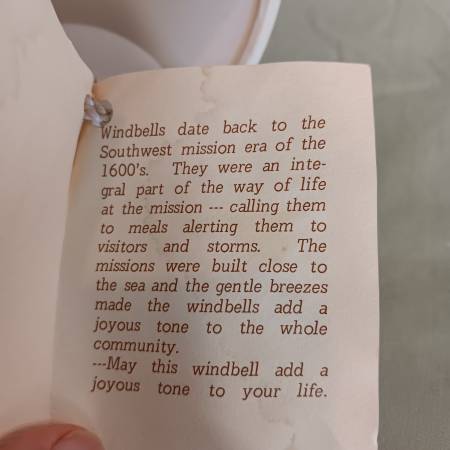 Windbells date back to the
Southwest mission era of the
1600's. They were an inte-
gral part of the way of life
at the mission --- calling them
to meals alerting them to
visitors and storms. The
missions were built close to
the sea and the gentle breezes
made the windbells add a
joyous tone to the whole
community.
---May this windbell add a
joyous tone to your life.